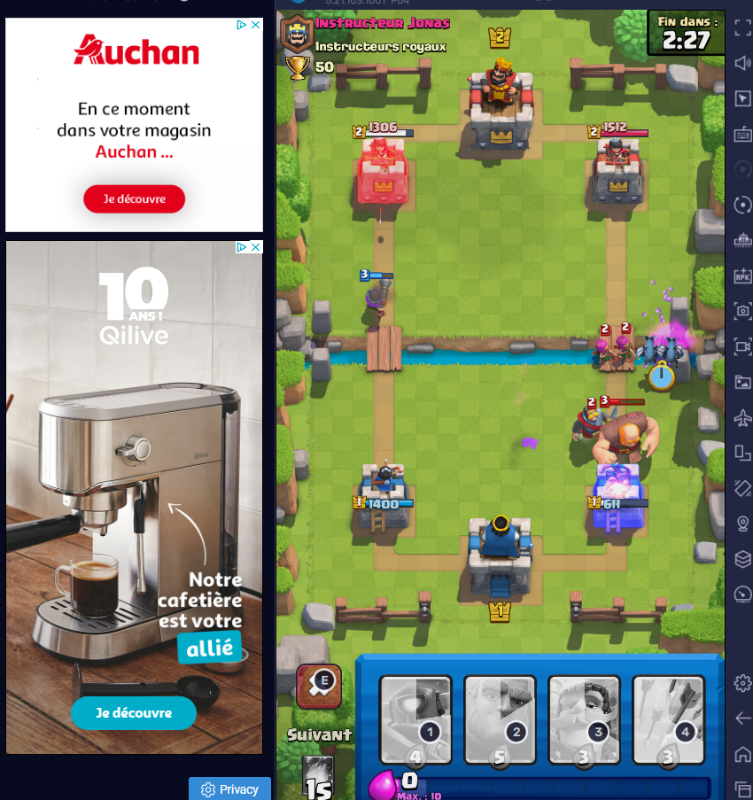 Auchan
En ce moment
dans votre magasin
Auchan ...
Je découvre
10
ANS !
Qilive
Notre
cafetière
est votre
allié
Je découvre
Privacy
Instructeur Jonas
Instructeurs royaux
50
Fin dans :
2:27
2
2
1306
2
1512
3
2
2
2
3
1
1400
1
611
1
E
Suivant
1s
1
2
3
4
4
5
3
3
0
Max. : 10